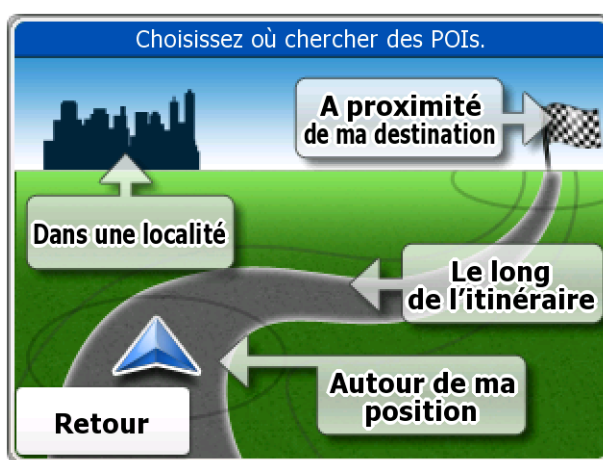 Choisissez où chercher des POIs.
A proximité
de ma destination
Dans une localité
Le long
de l'itinéraire
Autour de ma
position
Retour